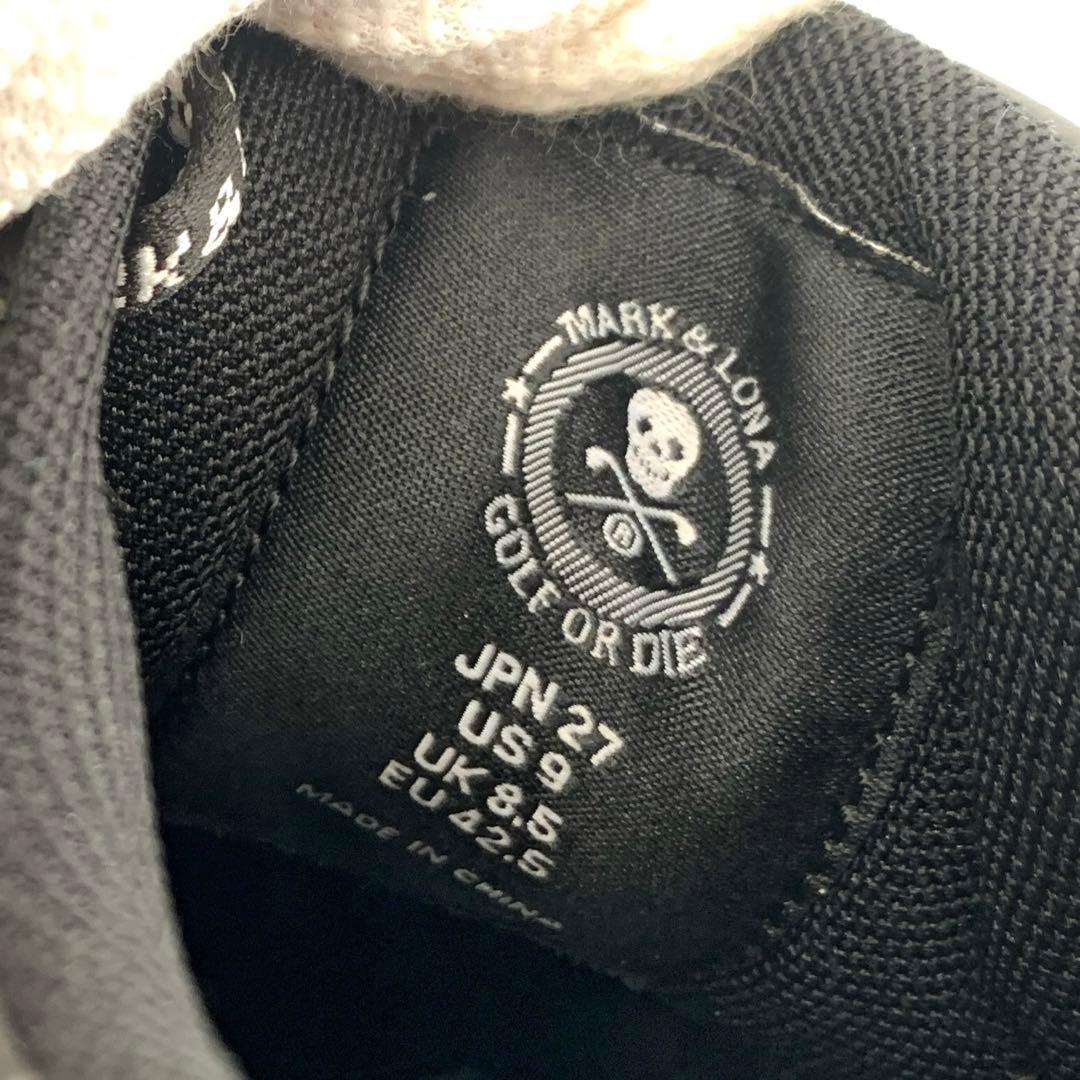 MARK & LONA
GOLF OR DIE
JPN 27
US 9
UK 8.5
EU 42.5
MADE IN CHINA
K &